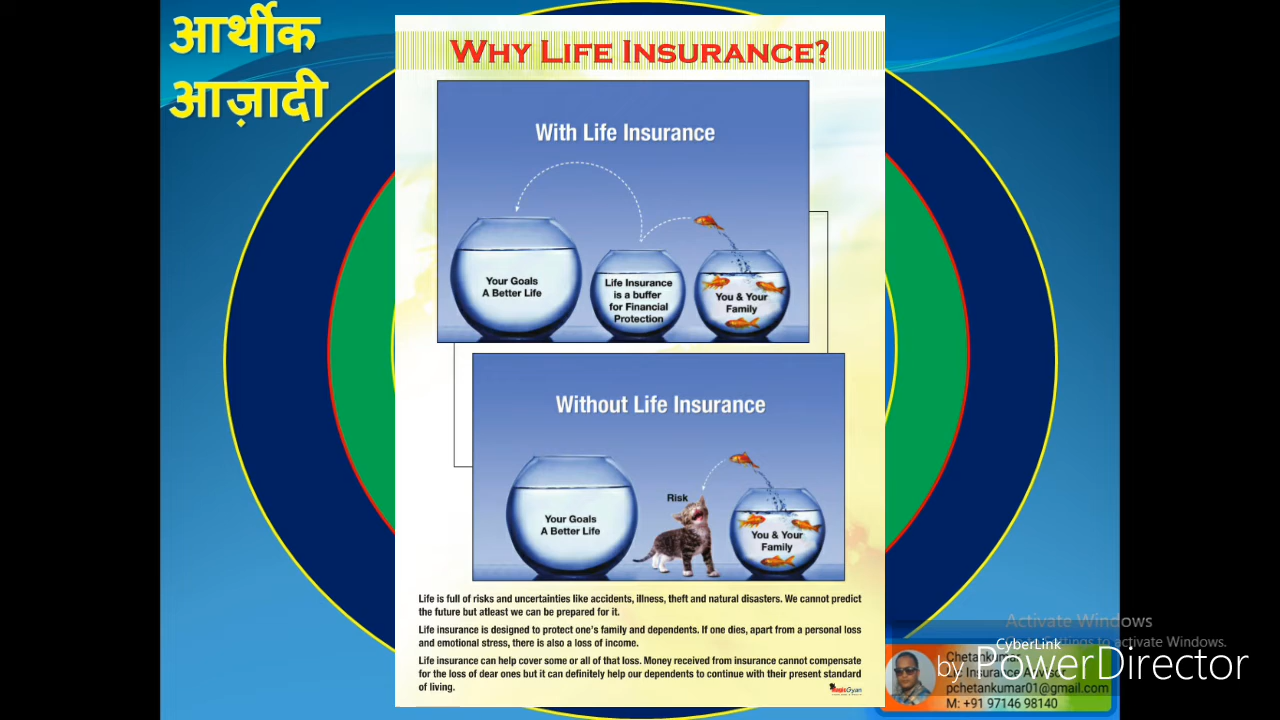 आर्थीक
आज़ादी
WHY LIFE INSURANCE?
With Life Insurance
Your Goals
A Better Life
Life Insurance
is a buffer
for Financial
Protection
You & Your
Family
Without Life Insurance
Risk
Your Goals
A Better Life
You & Your
Family
Life is full of risks and uncertainties like accidents, illness, theft and natural disasters. We cannot predict
the future but atleast we can be prepared for it.
Life insurance is designed to protect one's family and dependents. If one dies, apart from a personal loss
and emotional stress, there is also a loss of income.
Life insurance can help cover some or all of that loss. Money received from insurance cannot compensate
for the loss of dear ones but it can definitely help our dependents to continue with their present standard
of living.
Gyan
Activate Windows
Settings to activate Windows.
CyberLink
by PowerDirector
Chetankumar
Insurance
pchetankumar01@gmail.com
M: +91 97146 98140